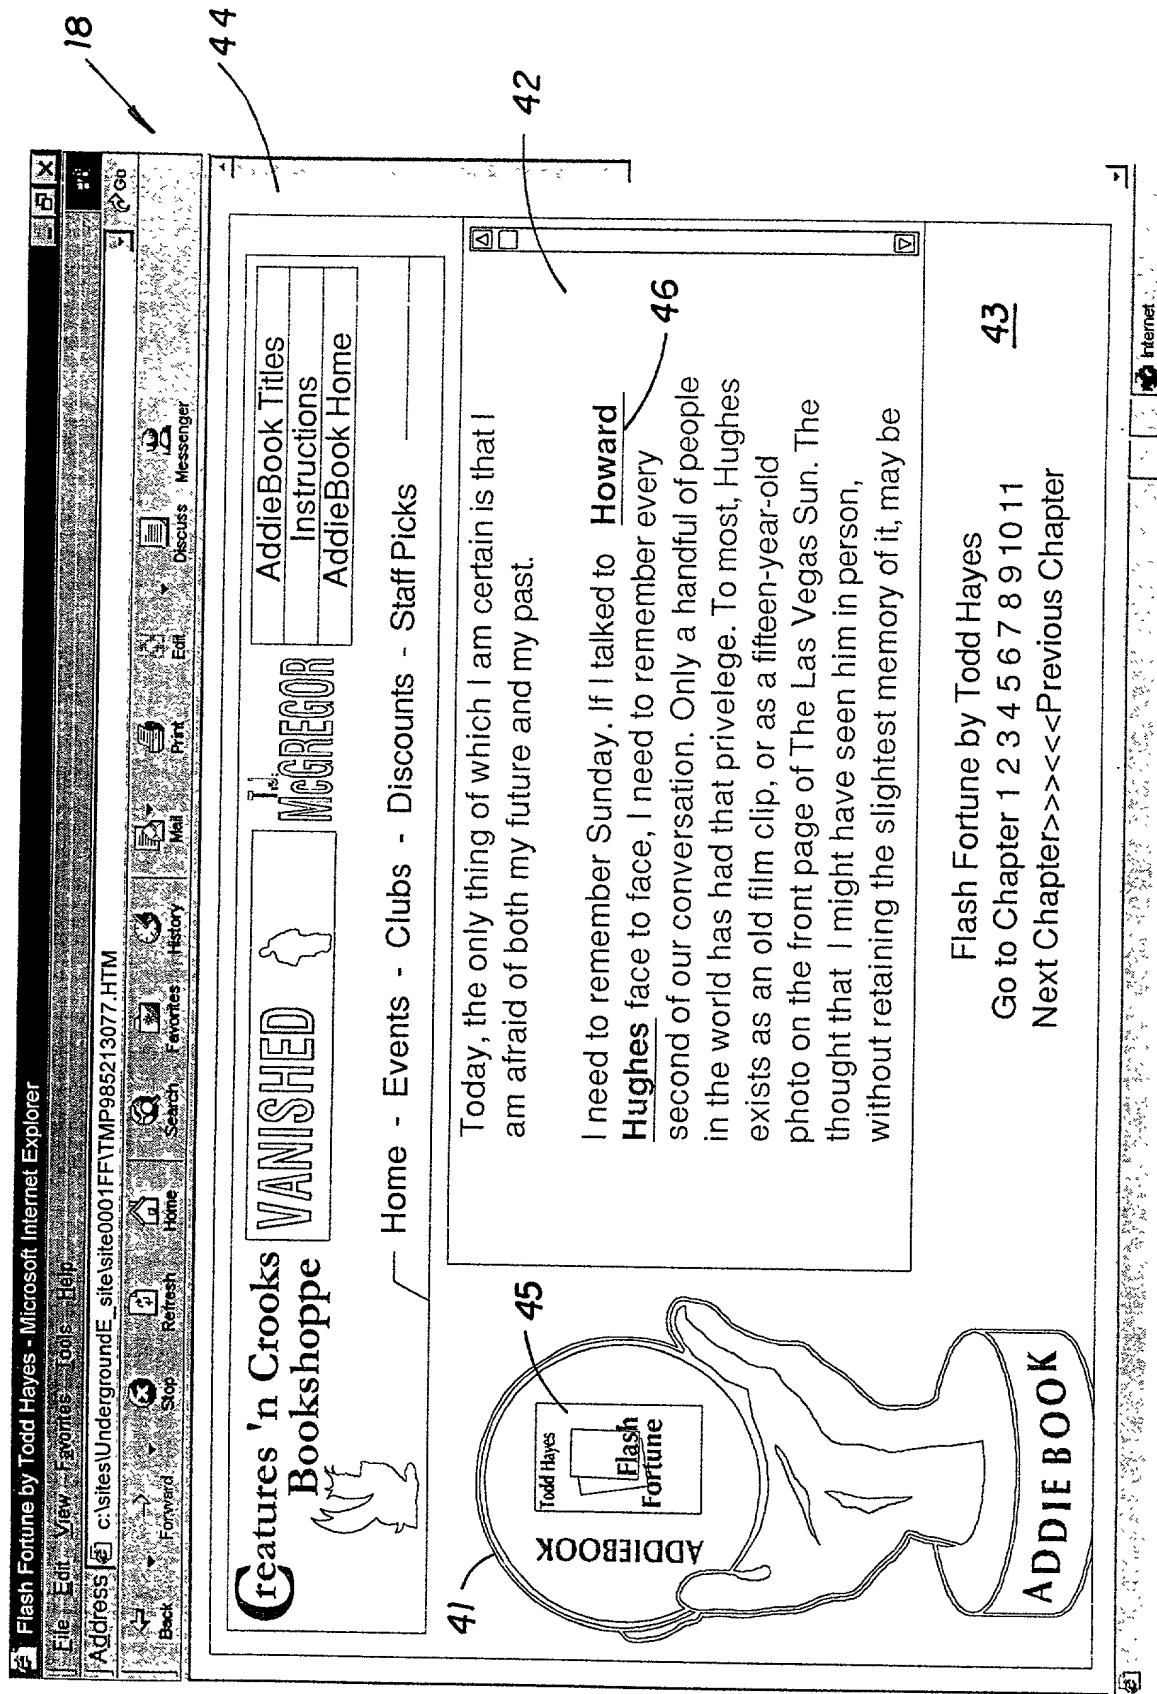 Flash Fortune by Todd Hayes - Microsoft Internet Explorer
File Edit View Favorites Tools Help
Address c:\sites\UndergroundE_site\site0001FF\TMP985213077.HTM Go
Back Forward Stop Refresh Home Search Favorites History Mail Print Edit Discuss Messenger
18
44
Creatures 'n Crooks
Bookshoppe
VANISHED
McGREGOR
AddieBook Titles
Instructions
AddieBook Home
Home - Events - Clubs - Discounts - Staff Picks
42
Today, the only thing of which I am certain is that I
am afraid of both my future and my past.
I need to remember Sunday. If I talked to Howard
Hughes face to face, I need to remember every
second of our conversation. Only a handful of people
in the world has had that privelege. To most, Hughes
exists as an old film clip, or as a fifteen-year-old
photo on the front page of The Las Vegas Sun. The
thought that I might have seen him in person,
without retaining the slightest memory of it, may be
46
41
45
Todd Hayes
Flash
Fortune
ADDIEBOOK
ADDIE BOOK
Flash Fortune by Todd Hayes
Go to Chapter 1 2 3 4 5 6 7 8 9 10 11
Next Chapter>>>><<<<Previous Chapter
43
Internet